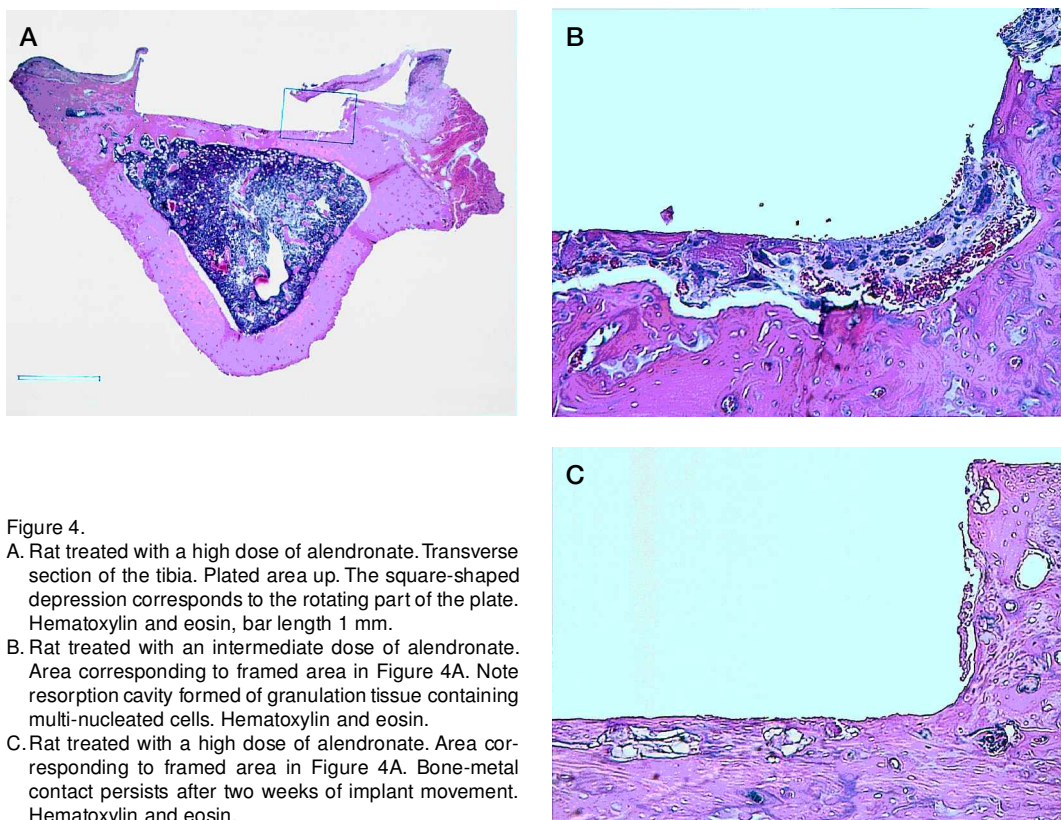 A
B
C
Figure 4.
A. Rat treated with a high dose of alendronate. Transverse
section of the tibia. Plated area up. The square-shaped
depression corresponds to the rotating part of the plate.
Hematoxylin and eosin, bar length 1 mm.
B. Rat treated with an intermediate dose of alendronate.
Area corresponding to framed area in Figure 4A. Note
resorption cavity formed of granulation tissue containing
multi-nucleated cells. Hematoxylin and eosin.
C. Rat treated with a high dose of alendronate. Area cor-
responding to framed area in Figure 4A. Bone-metal
contact persists after two weeks of implant movement.
Hematoxylin and eosin.